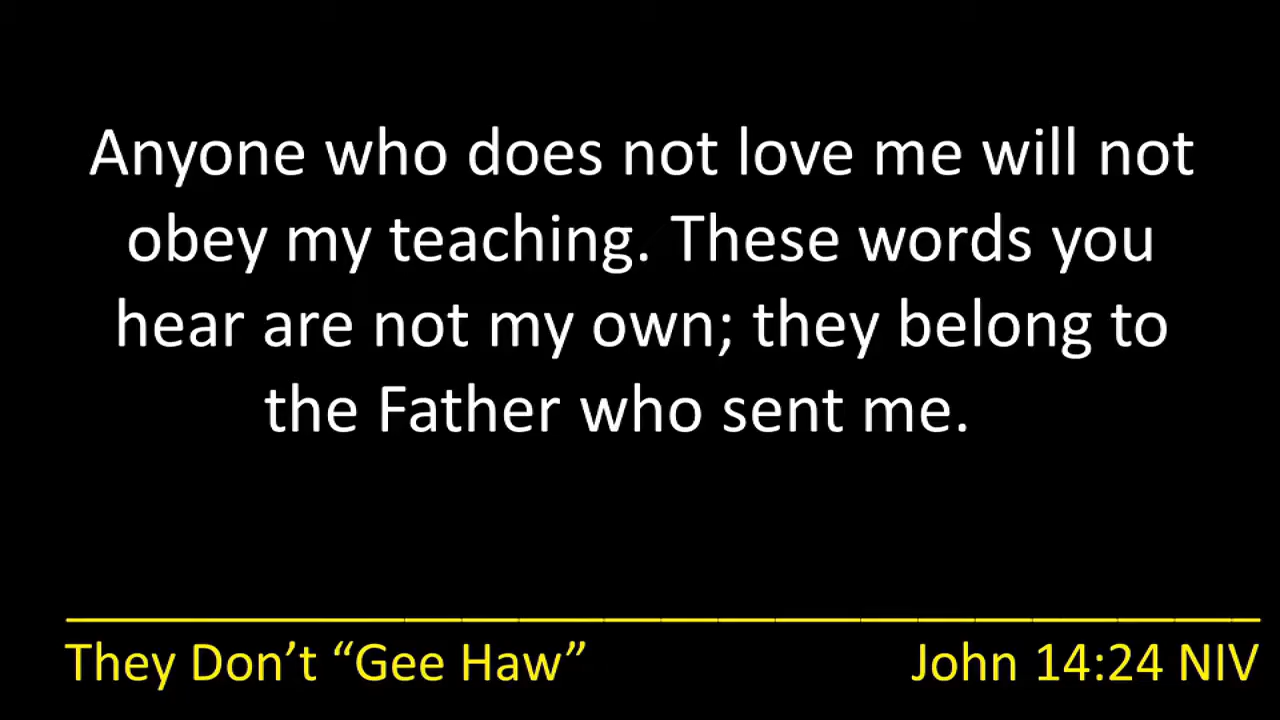 Anyone who does not love me will not
obey my teaching. These words you
hear are not my own; they belong to
the Father who sent me.
They Don’t “Gee Haw” John 14:24 NIV